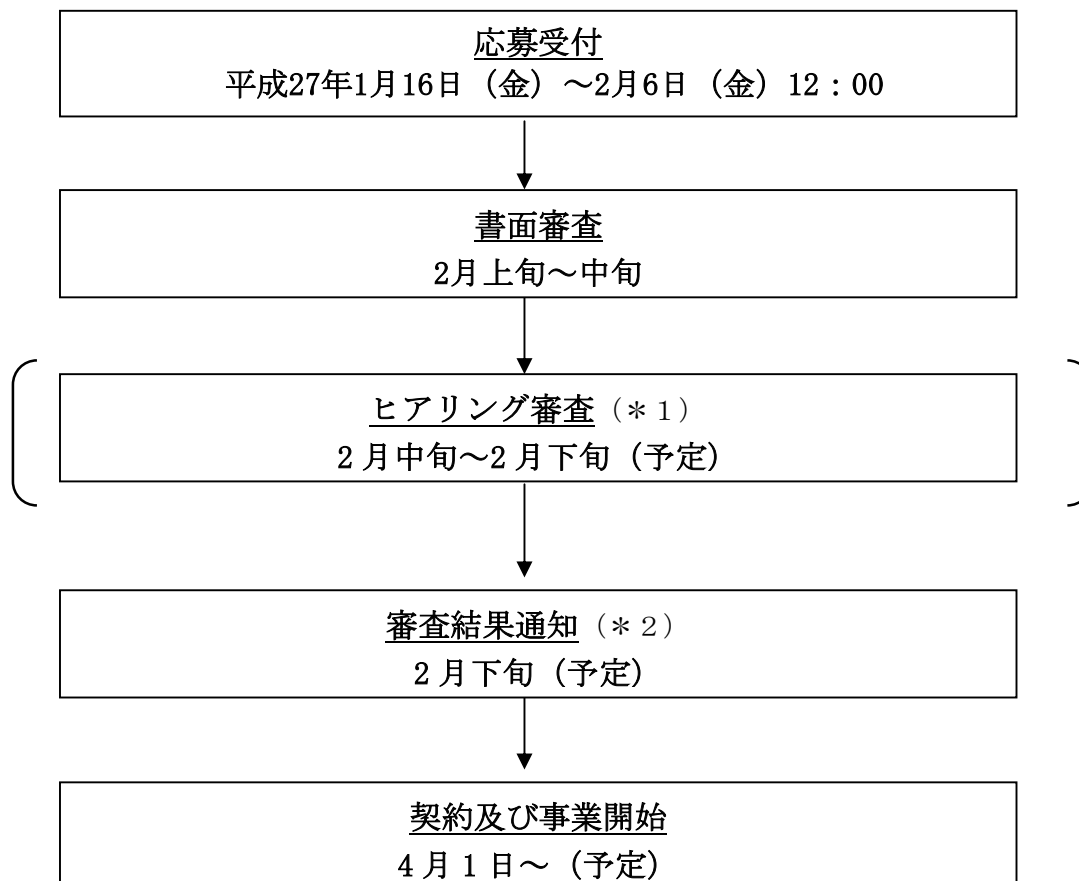 応募受付
平成27年1月16日（金）～2月6日（金）12：00
書面審査
2月上旬～中旬
ヒアリング審査（＊１）
２月中旬～２月下旬（予定）
審査結果通知（＊２）
２月下旬（予定）
契約及び事業開始
４月１日～（予定）